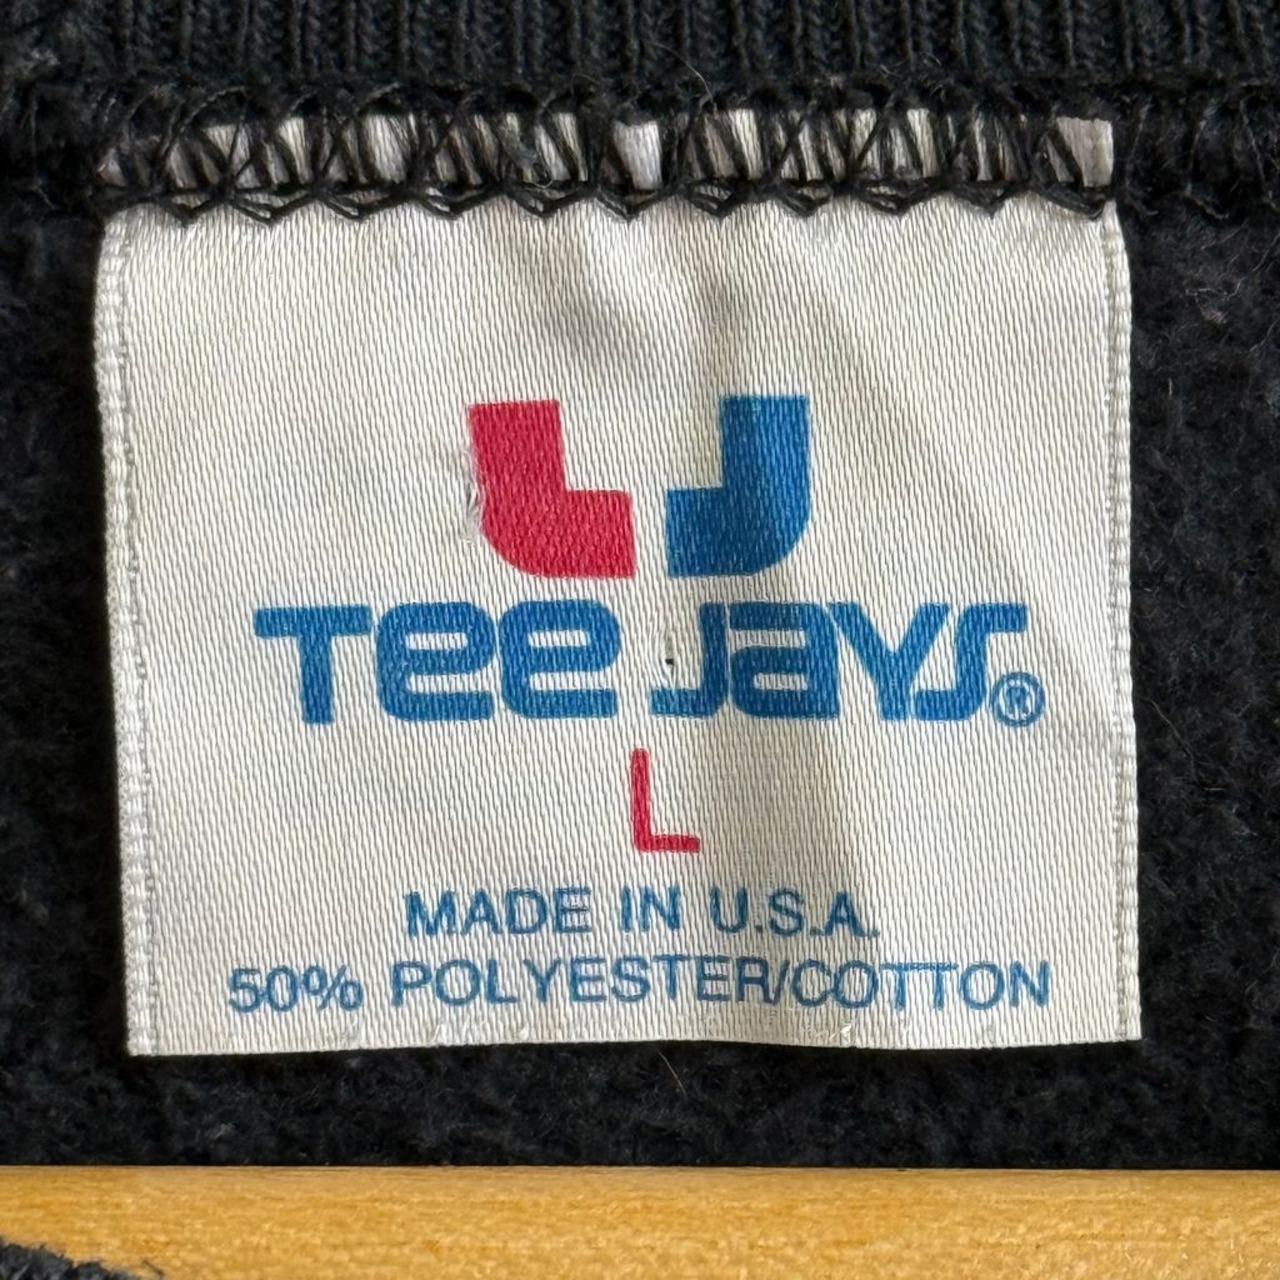 Tee Jays®
L
MADE IN U.S.A.
50% POLYESTER/COTTON